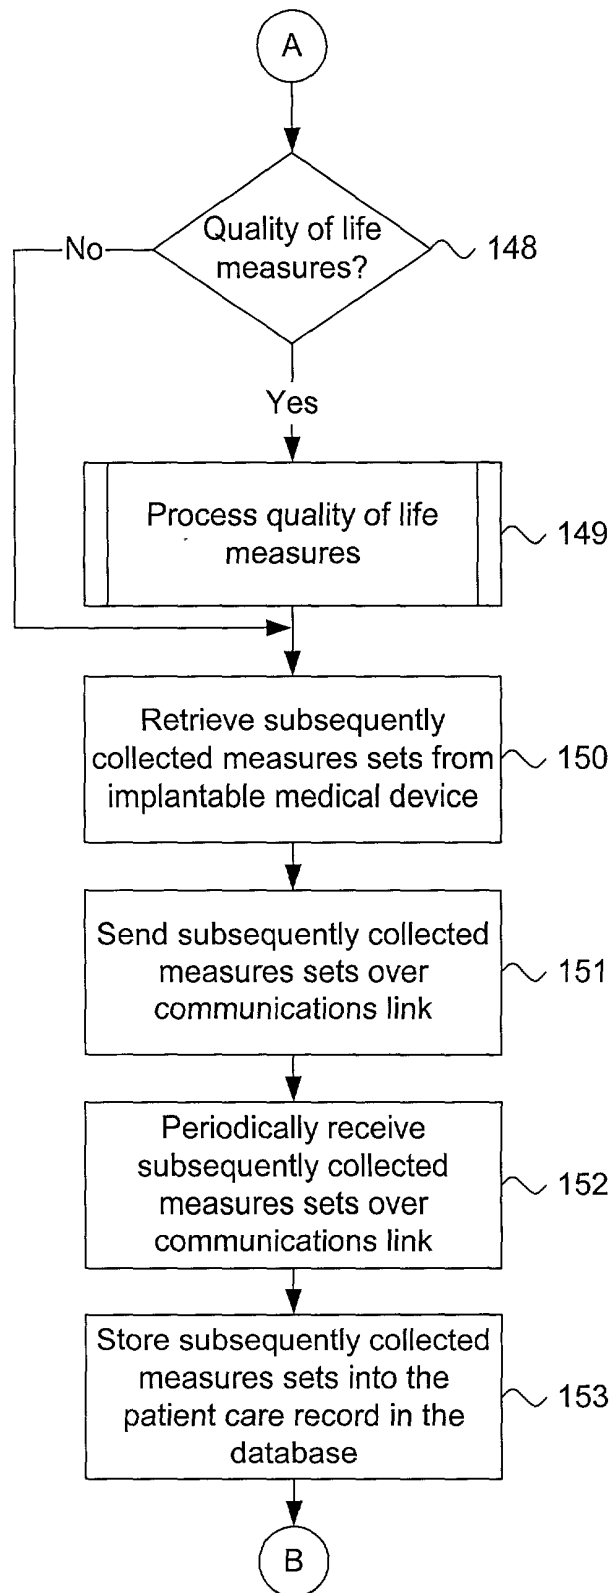 A
Quality of life
measures?
148
No
Yes
Process quality of life
measures
149
Retrieve subsequently
collected measures sets from
implantable medical device
150
Send subsequently collected
measures sets over
communications link
151
Periodically receive
subsequently collected
measures sets over
communications link
152
Store subsequently collected
measures sets into the
patient care record in the
database
153
B